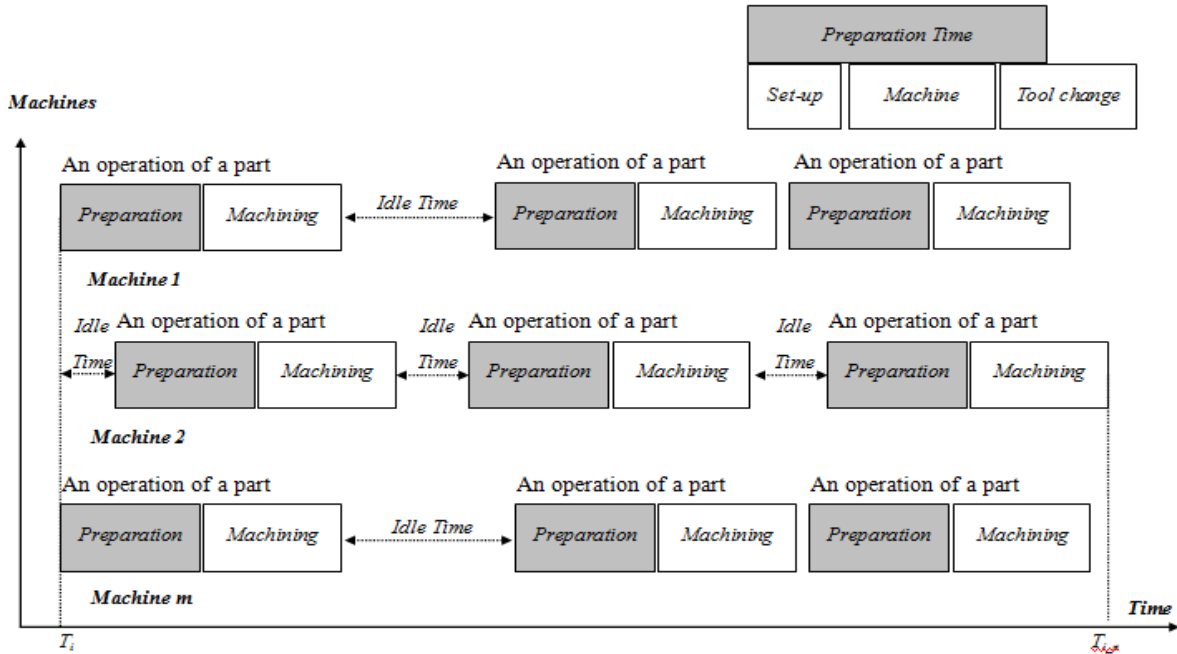 Preparation Time
Set-up Machine Tool change
Machines
An operation of a part An operation of a part An operation of a part
Preparation Machining Idle Time Preparation Machining Preparation Machining
Machine 1
Idle An operation of a part Idle An operation of a part Idle An operation of a part
Time Preparation Machining Time Preparation Machining Time Preparation Machining
Machine 2
An operation of a part An operation of a part An operation of a part
Preparation Machining Idle Time Preparation Machining Preparation Machining
Machine m
Time
T_i